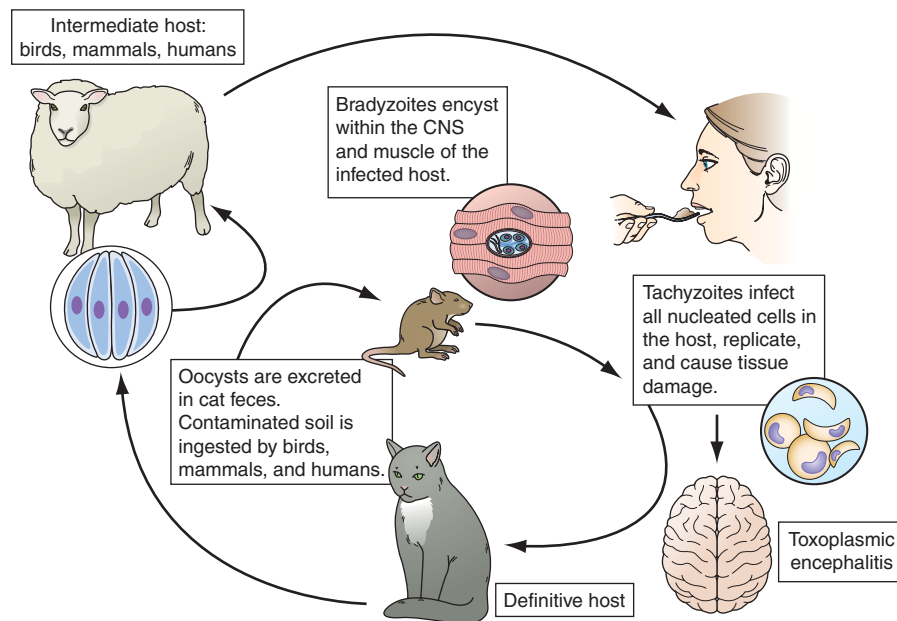 Intermediate host:
birds, mammals, humans
Bradyzoites encyst
within the CNS
and muscle of the
infected host.
Tachyzoites infect
all nucleated cells in
the host, replicate,
and cause tissue
damage.
Oocysts are excreted
in cat feces.
Contaminated soil is
ingested by birds,
mammals, and humans.
Toxoplasmic
encephalitis
Definitive host